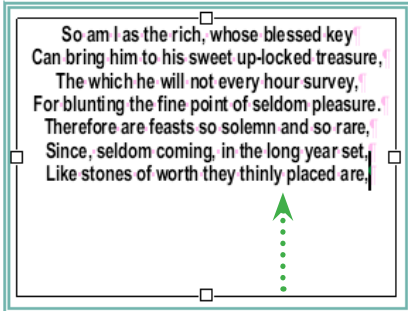 So am I as the rich, whose blessed key
Can bring him to his sweet up-locked treasure,
The which he will not every hour survey,
For blunting the fine point of seldom pleasure.
Therefore are feasts so solemn and so rare,
Since, seldom coming, in the long year set,
Like stones of worth they thinly placed are,